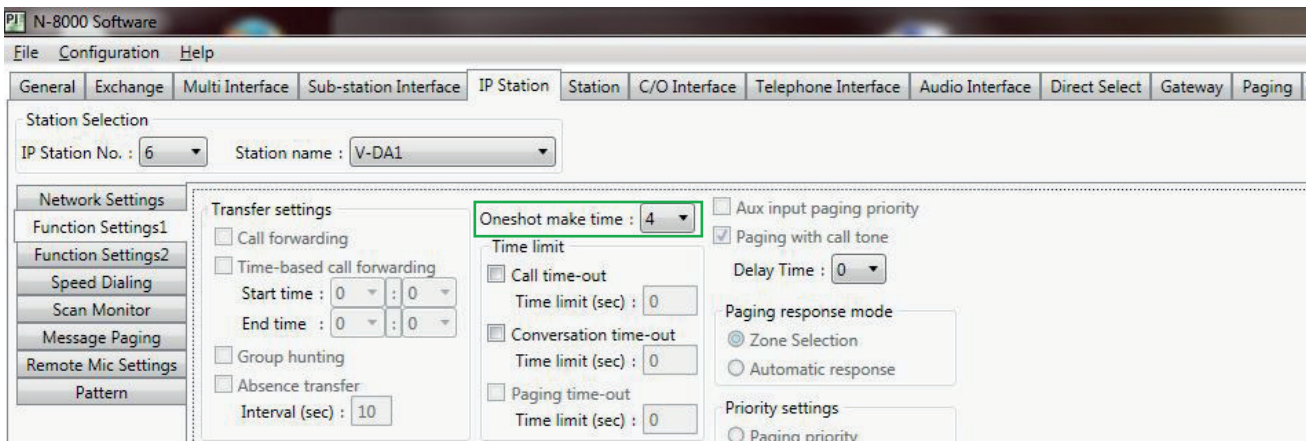 N-8000 Software
File Configuration Help
General Exchange Multi Interface Sub-station Interface IP Station Station C/O Interface Telephone Interface Audio Interface Direct Select Gateway Paging
Station Selection
IP Station No. : 6 Station name : V-DA1
Network Settings
Function Settings1
Function Settings2
Speed Dialing
Scan Monitor
Message Paging
Remote Mic Settings
Pattern
Transfer settings
Call forwarding
Time-based call forwarding
Start time : 0 : 0
End time : 0 : 0
Group hunting
Absence transfer
Interval (sec) : 10
Oneshot make time : 4
Time limit
Call time-out
Time limit (sec) : 0
Conversation time-out
Time limit (sec) : 0
Paging time-out
Time limit (sec) : 0
Aux input paging priority
Paging with call tone
Delay Time : 0
Paging response mode
Zone Selection
Automatic response
Priority settings
Paging priority